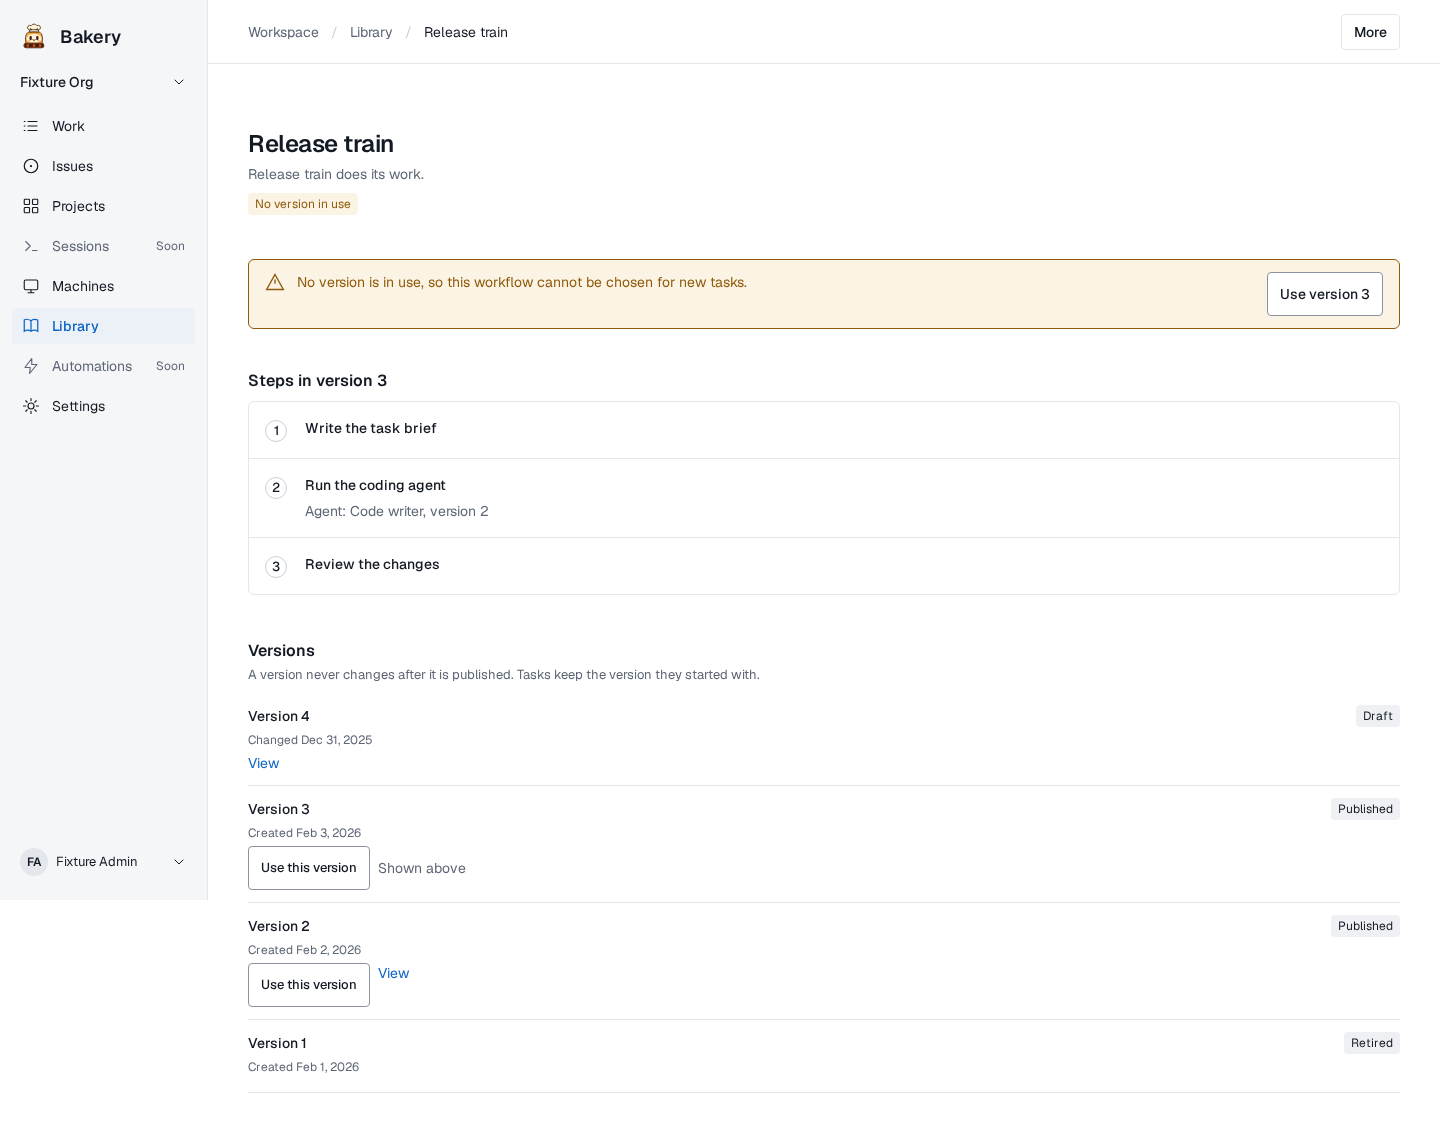 Bakery
Fixture Org
Work
Issues
Projects
Sessions Soon
Machines
Library
Automations Soon
Settings
FA Fixture Admin
Workspace / Library / Release train
More
Release train
Release train does its work.
No version in use
No version is in use, so this workflow cannot be chosen for new tasks.
Use version 3
Steps in version 3
1 Write the task brief
2 Run the coding agent
Agent: Code writer, version 2
3 Review the changes
Versions
A version never changes after it is published. Tasks keep the version they started with.
Version 4 Draft
Changed Dec 31, 2025
View
Version 3 Published
Created Feb 3, 2026
Use this version Shown above
Version 2 Published
Created Feb 2, 2026
Use this version View
Version 1 Retired
Created Feb 1, 2026